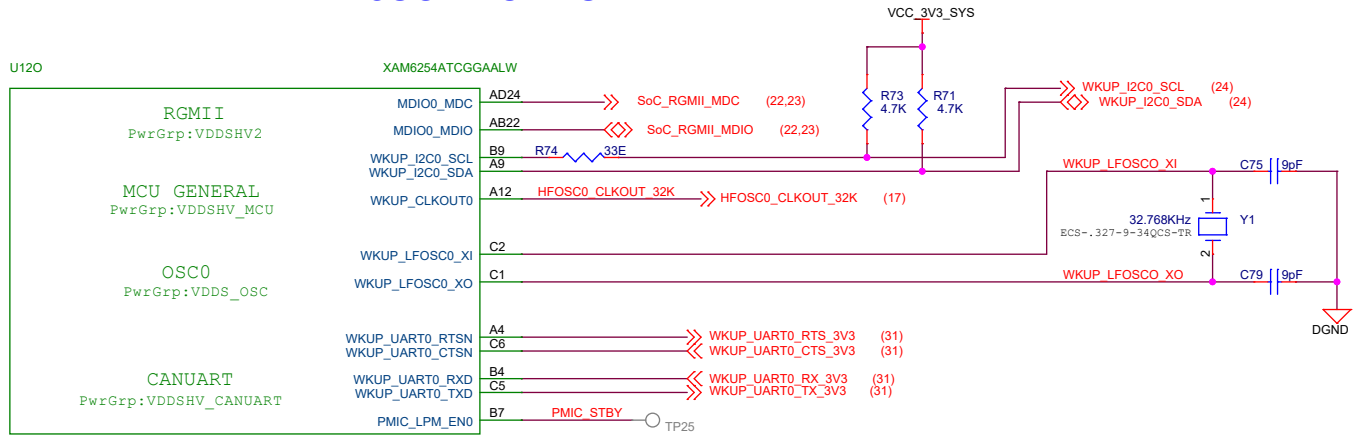 VCC_3V3_SYS
U12O
XAM6254ATCGGAALW
RGMII
PwrGrp:VDDSHV2
MDIO0_MDC
AD24
SoC_RGMII_MDC
(22,23)
MDIO0_MDIO
AB22
SoC_RGMII_MDIO
(22,23)
R73
4.7K
R71
4.7K
WKUP_I2C0_SCL
(24)
WKUP_I2C0_SDA
(24)
WKUP_I2C0_SCL
B9
R74
33E
WKUP_I2C0_SDA
A9
MCU GENERAL
PwrGrp:VDDSHV_MCU
WKUP_CLKOUT0
A12
HFOSC0_CLKOUT_32K
HFOSC0_CLKOUT_32K
(17)
WKUP_LFOSCO_XI
C75
9pF
1
32.768KHz
Y1
ECS-.327-9-34QCS-TR
2
OSC0
PwrGrp:VDDS_OSC
WKUP_LFOSC0_XI
C2
WKUP_LFOSC0_XO
C1
WKUP_LFOSCO_XO
C79
9pF
DGND
WKUP_UART0_RTSN
A4
WKUP_UART0_RTS_3V3
(31)
WKUP_UART0_CTSN
C6
WKUP_UART0_CTS_3V3
(31)
CANUART
PwrGrp:VDDSHV_CANUART
WKUP_UART0_RXD
B4
WKUP_UART0_RX_3V3
(31)
WKUP_UART0_TXD
C5
WKUP_UART0_TX_3V3
(31)
PMIC_LPM_EN0
B7
PMIC_STBY
TP25